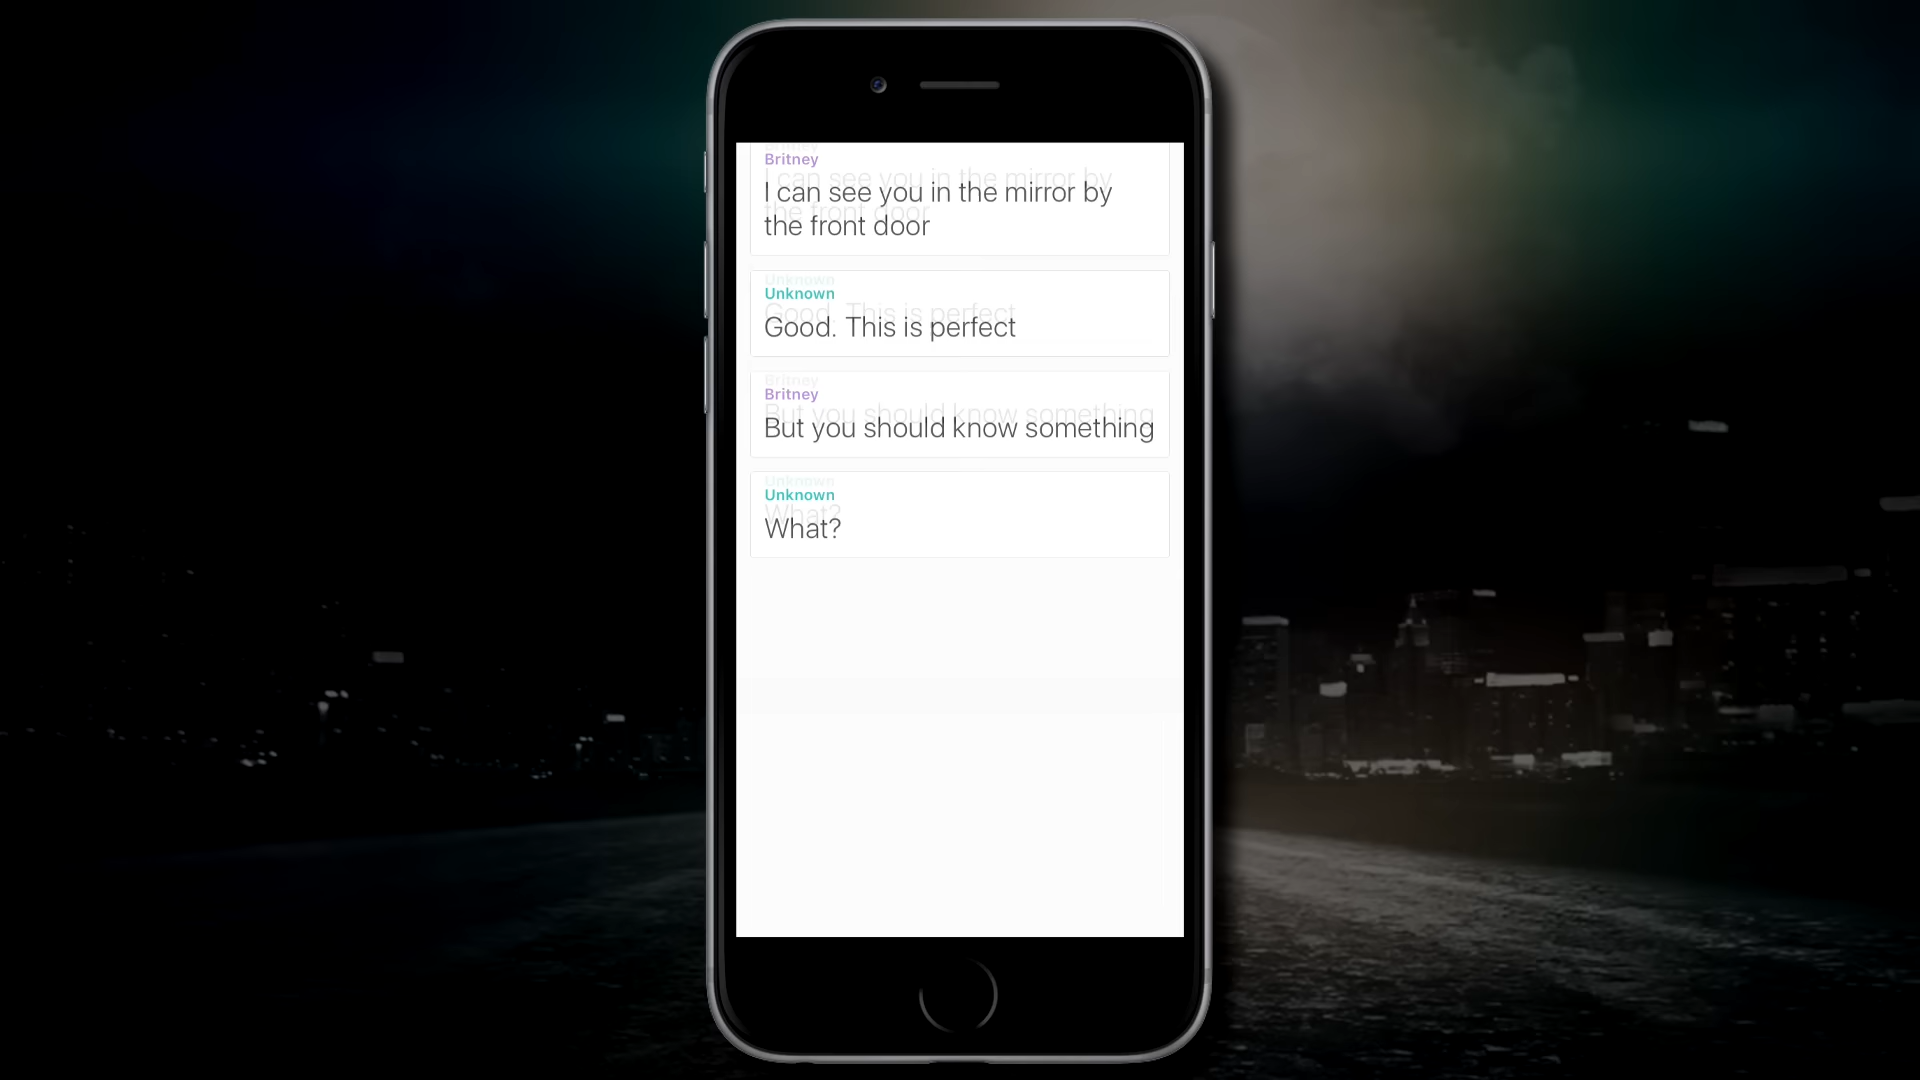 Britney
I can see you in the mirror by
the front door
Unknown
Good. This is perfect
Britney
But you should know something
Unknown
What?